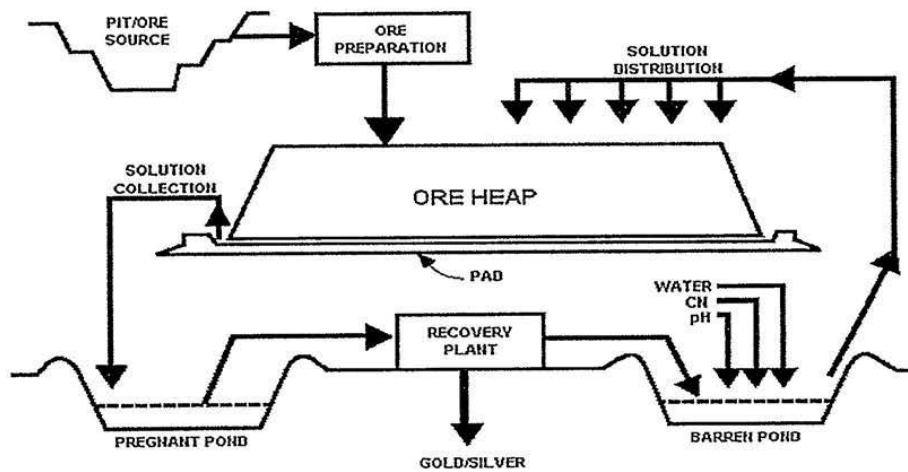 PIT/ORE
SOURCE
ORE
PREPARATION
SOLUTION
DISTRIBUTION
SOLUTION
COLLECTION
ORE HEAP
PAD
WATER
CN
pH
RECOVERY
PLANT
PREGNANT POND
BARREN POND
GOLD/SILVER